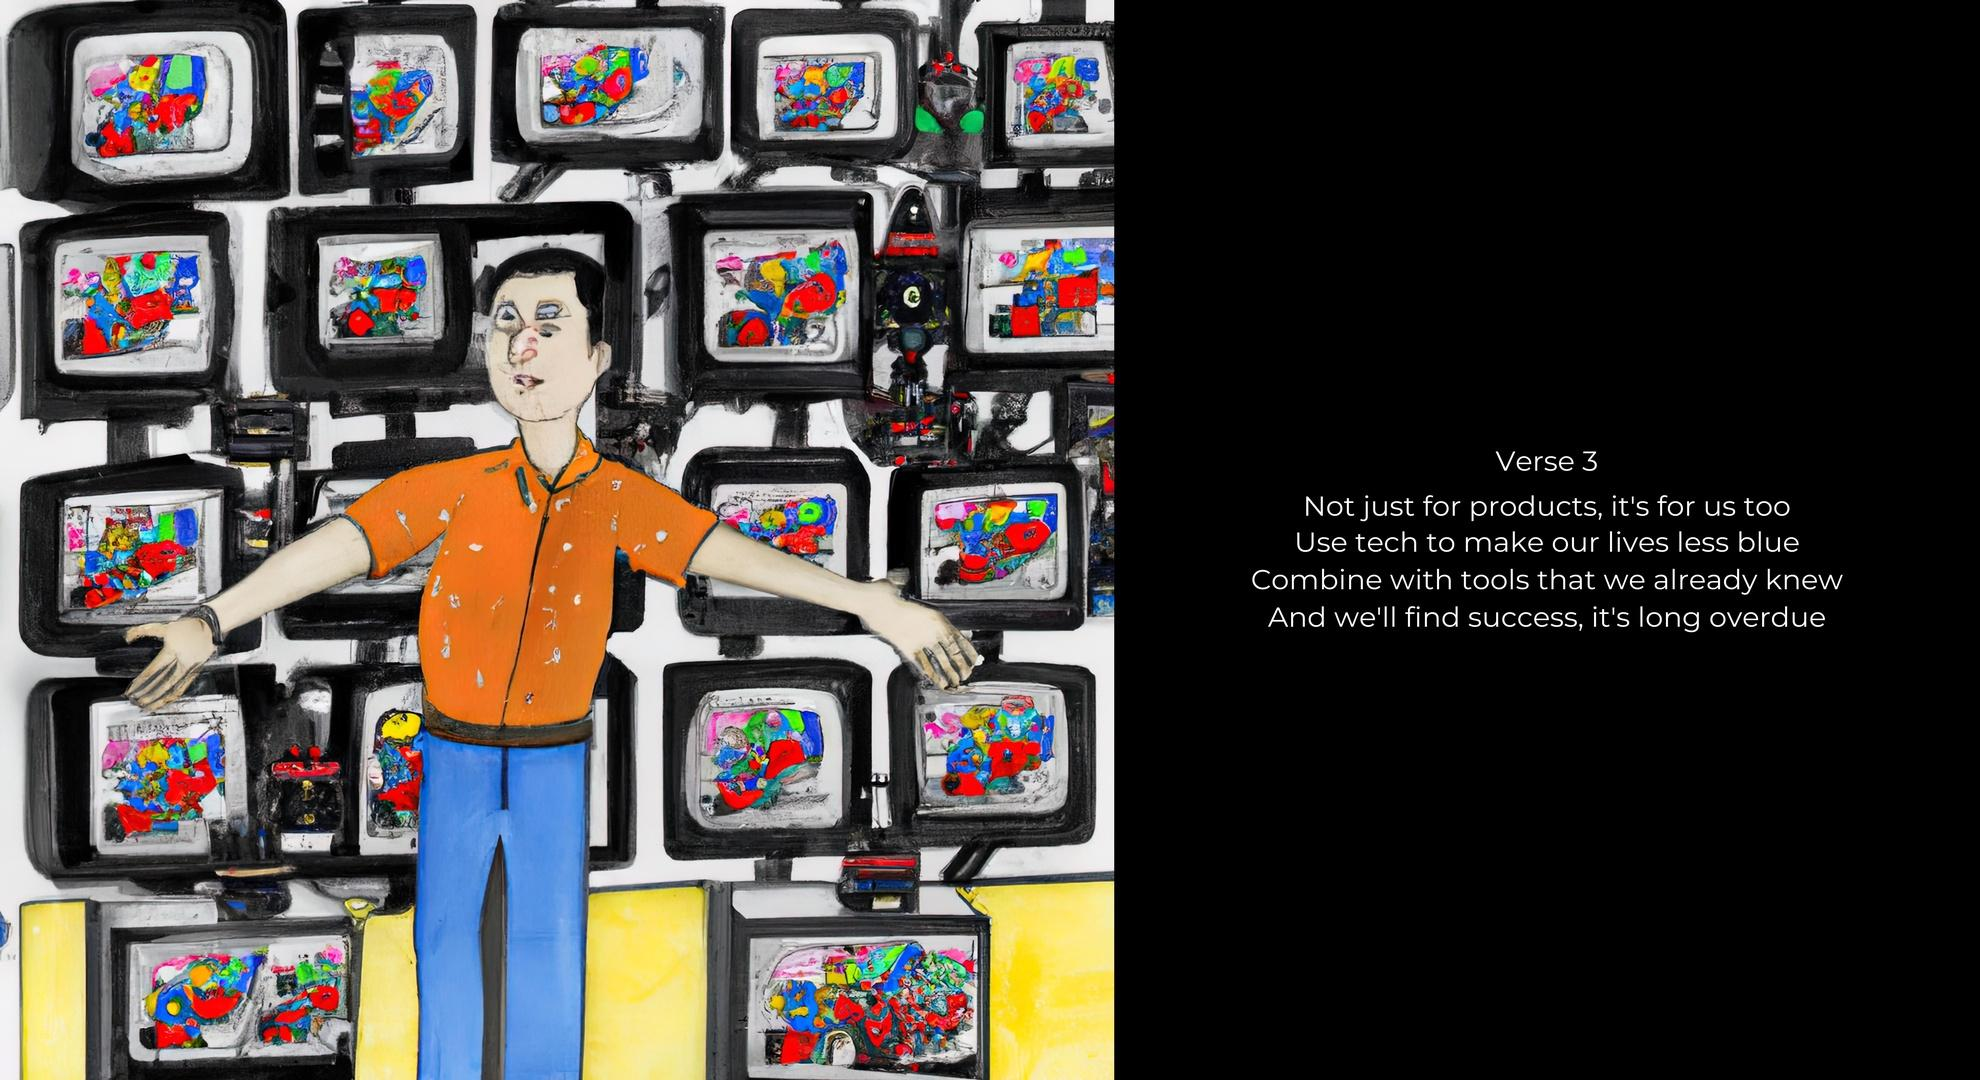 Verse 3
Not just for products, it's for us too
Use tech to make our lives less blue
Combine with tools that we already knew
And we'll find success, it's long overdue